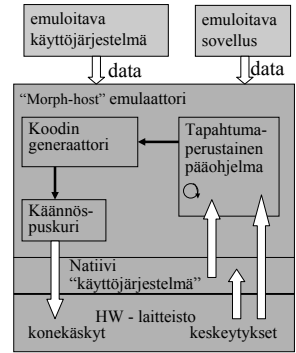 emuloitava
käyttöjärjestelmä
emuloitava
sovellus
data
data
“Morph-host” emulaattori
Koodin
generaattori
Tapahtuma-
perustainen
pääohjelma
Käännös-
puskuri
Natiivi
“käyttöjärjestelmä”
HW - laitteisto
konekäskyt
keskeytykset